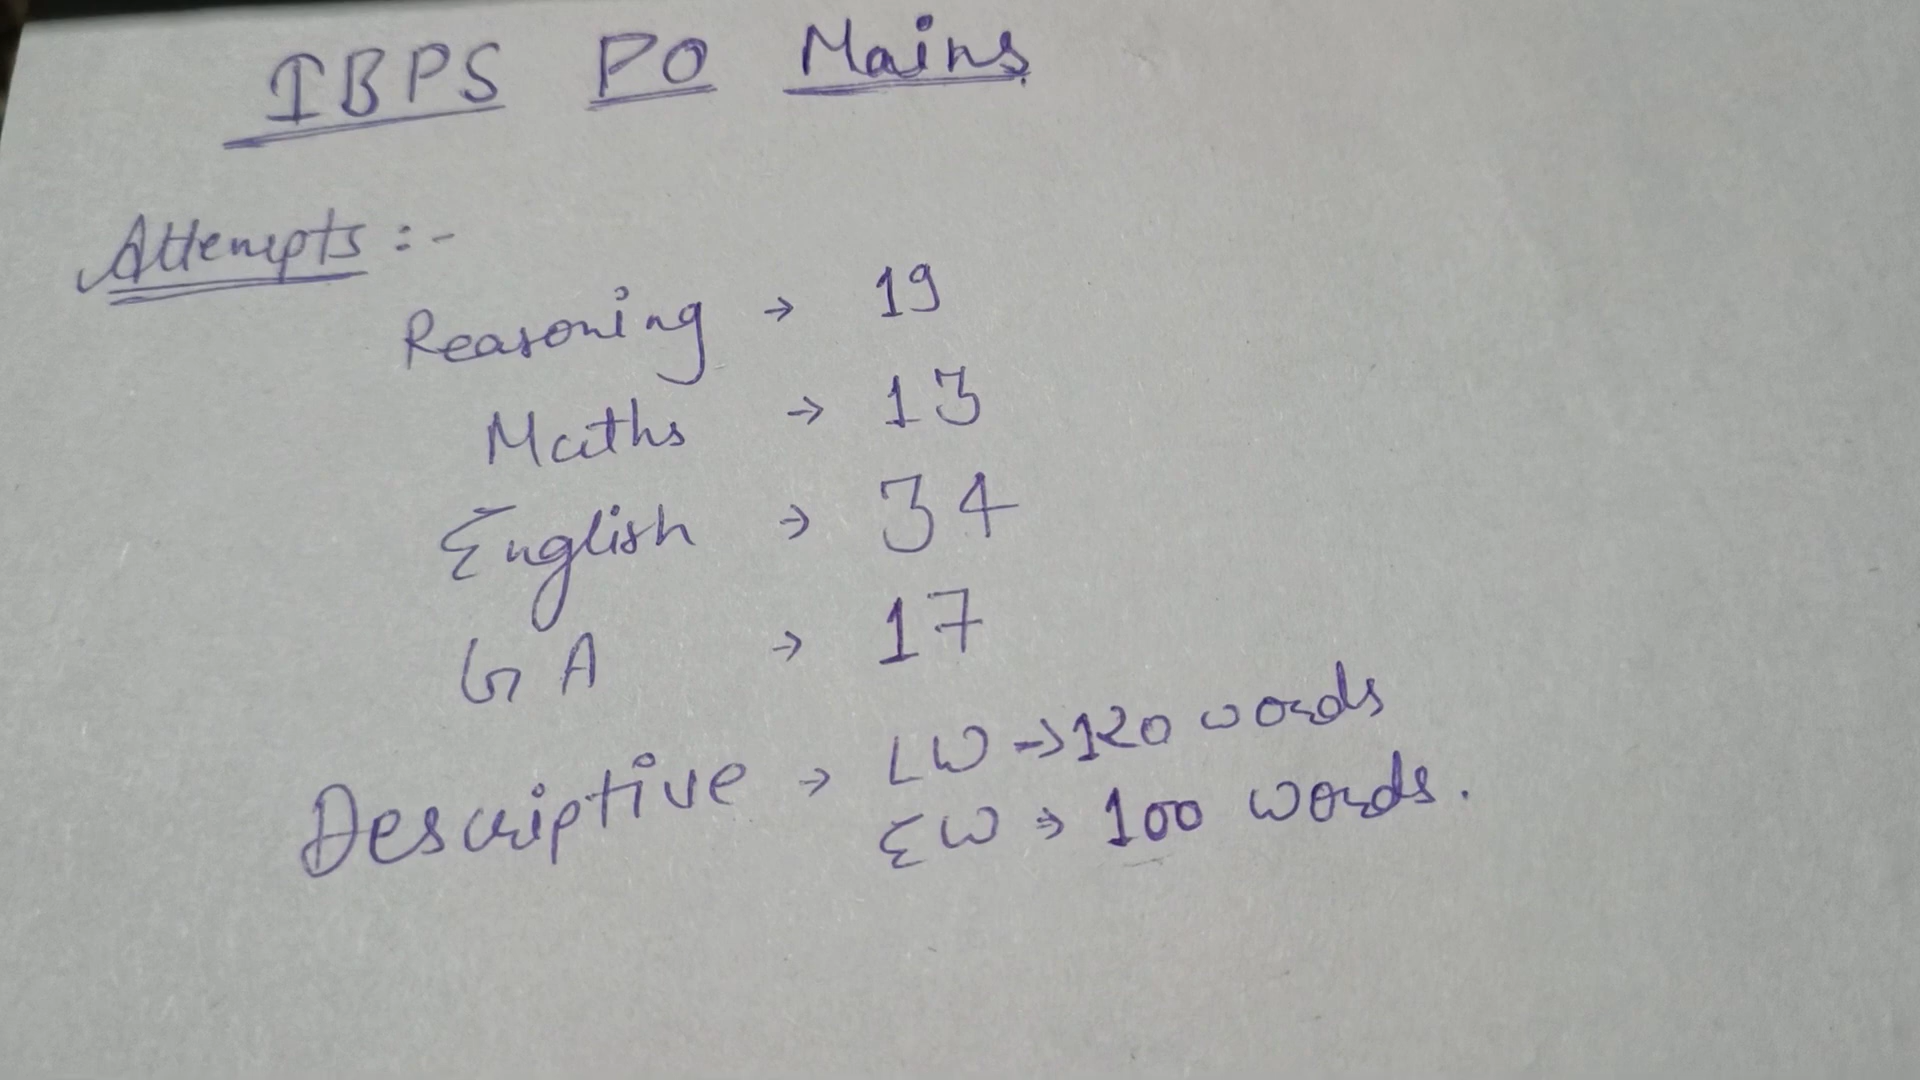 IBPS PO Mains
Attempts :-
Reasoning → 19
Maths → 13
English → 34
GA → 17
Descriptive → LW → 120 words
EW → 100 words.